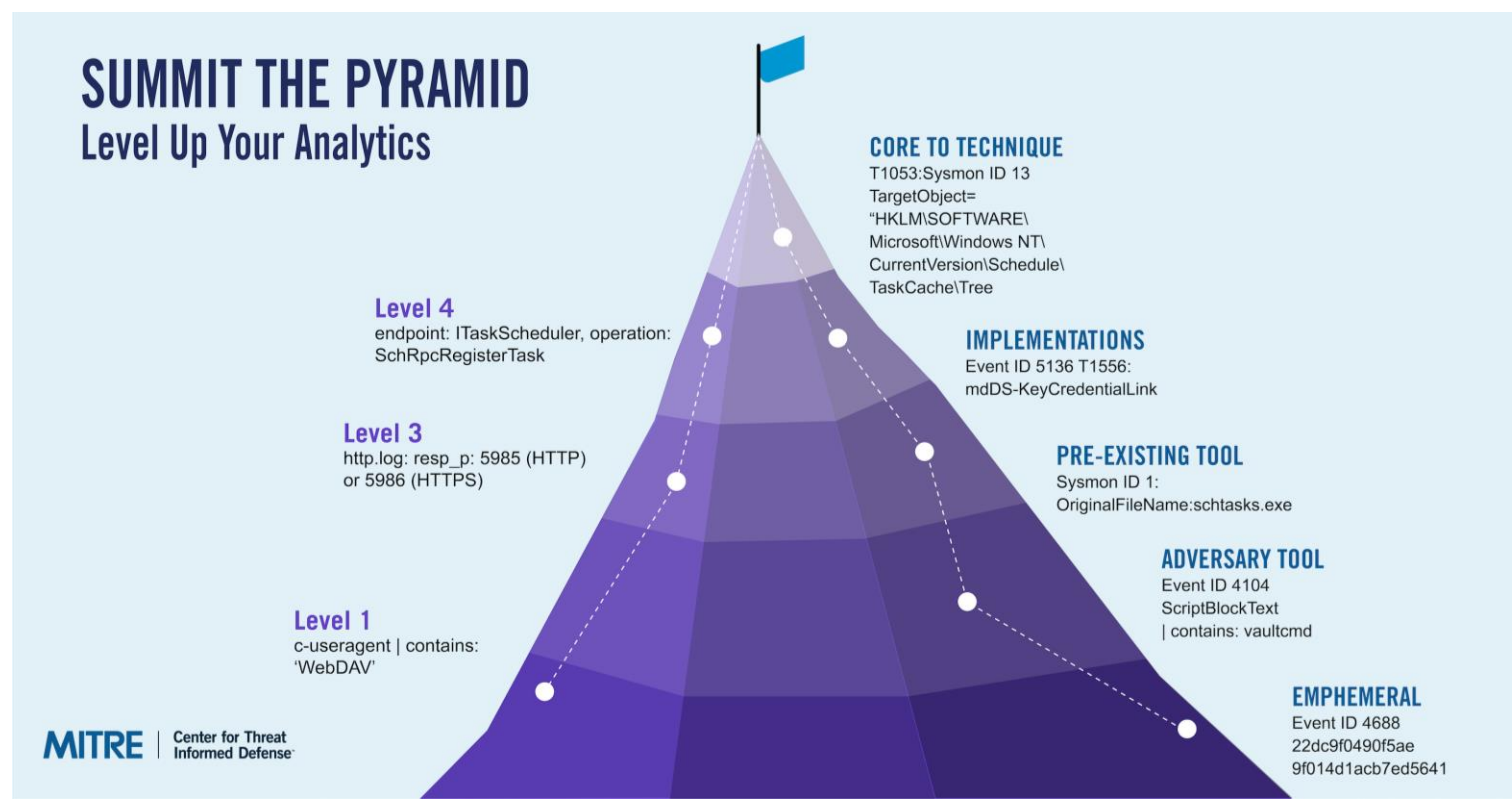 SUMMIT THE PYRAMID
Level Up Your Analytics
CORE TO TECHNIQUE
T1053:Sysmon ID 13
TargetObject=
“HKLM\SOFTWARE\
Microsoft\Windows NT\
CurrentVersion\Schedule\
TaskCache\Tree
Level 4
endpoint: ITaskScheduler, operation:
SchRpcRegisterTask
IMPLEMENTATIONS
Event ID 5136 T1556:
mdDS-KeyCredentialLink
Level 3
http.log: resp_p: 5985 (HTTP)
or 5986 (HTTPS)
PRE-EXISTING TOOL
Sysmon ID 1:
OriginalFileName:schtasks.exe
ADVERSARY TOOL
Event ID 4104
ScriptBlockText
| contains: vaultcmd
Level 1
c-useragent | contains:
‘WebDAV’
EMPHEMERAL
Event ID 4688
22dc9f0490f5ae
9f014d1acb7ed5641
MITRE | Center for Threat
Informed Defense